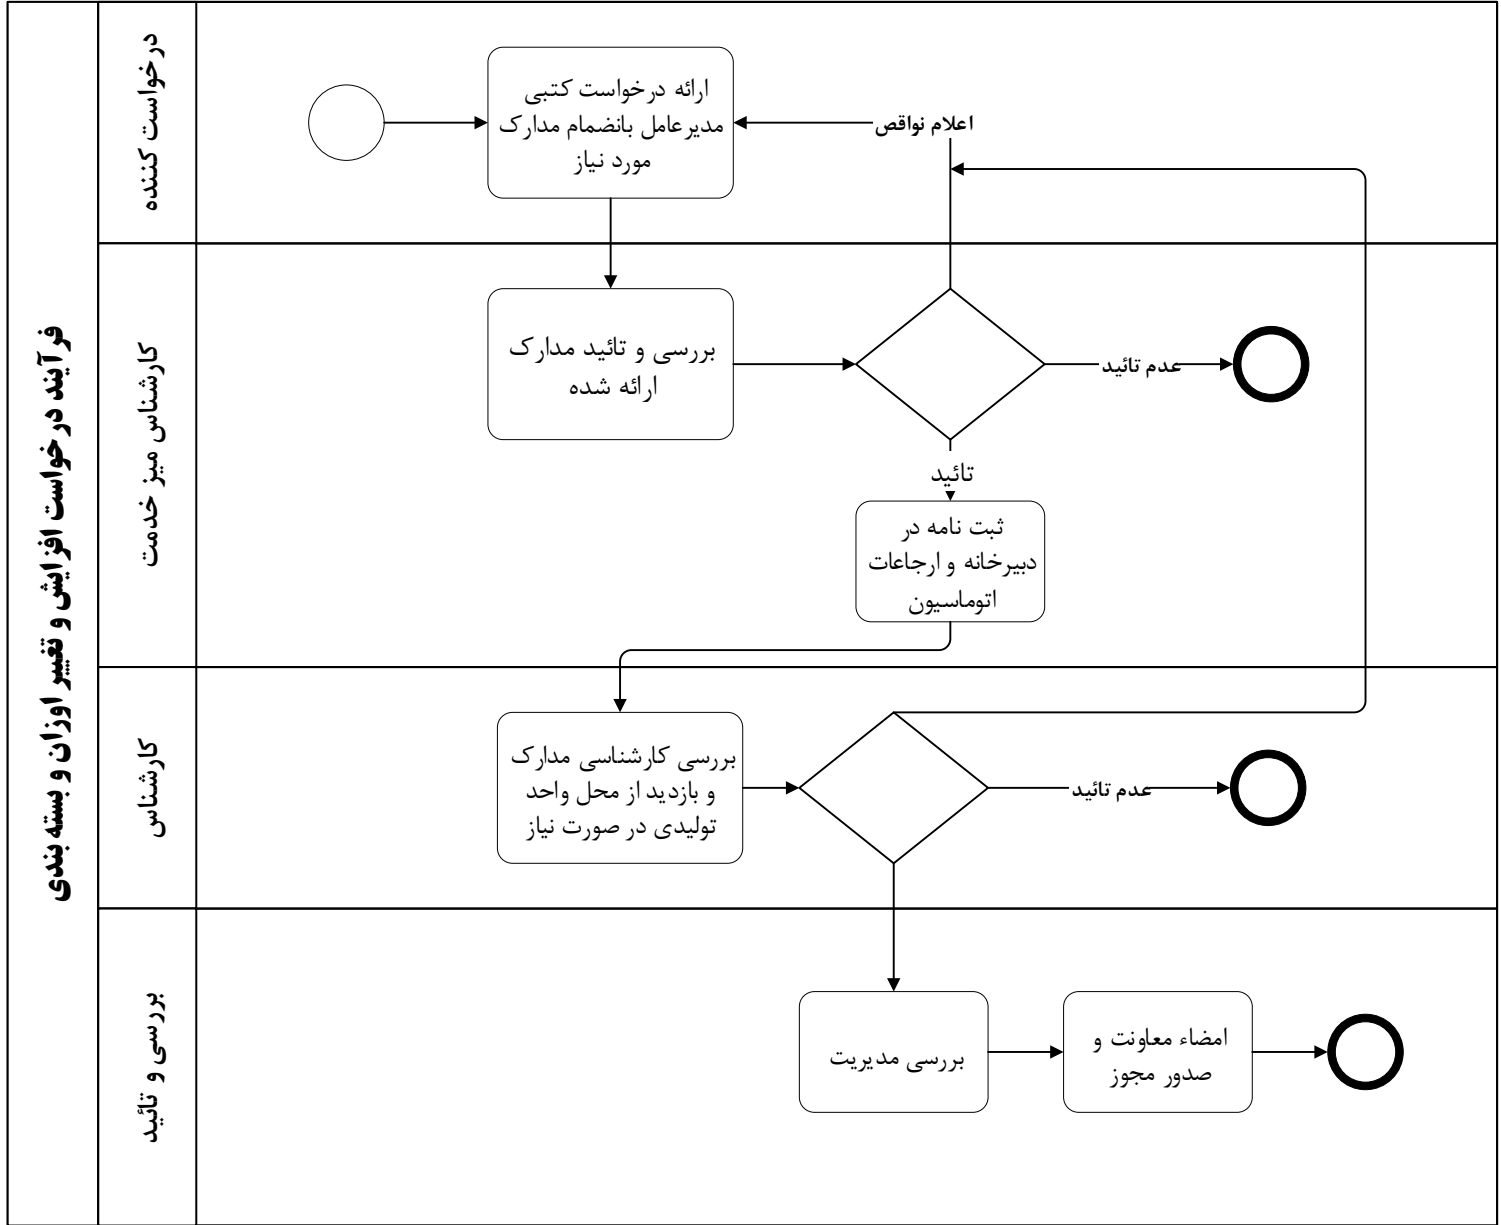 فرآیند درخواست افزایش و تغییر اوزان و بسته بندی
درخواست کننده
ارائه درخواست کتبی
مدیرعامل بانضمام مدارک
مورد نیاز
اعلام نواقص
کارشناس میز خدمت
بررسی و تائید مدارک
ارائه شده
عدم تائید
تائید
ثبت نامه در
دبیرخانه و ارجاعات
اتوماسیون
کارشناس
بررسی کارشناسی مدارک
و بازدید از محل واحد
تولیدی در صورت نیاز
عدم تائید
بررسی و تائید
بررسی مدیریت
امضاء معاونت و
صدور مجوز